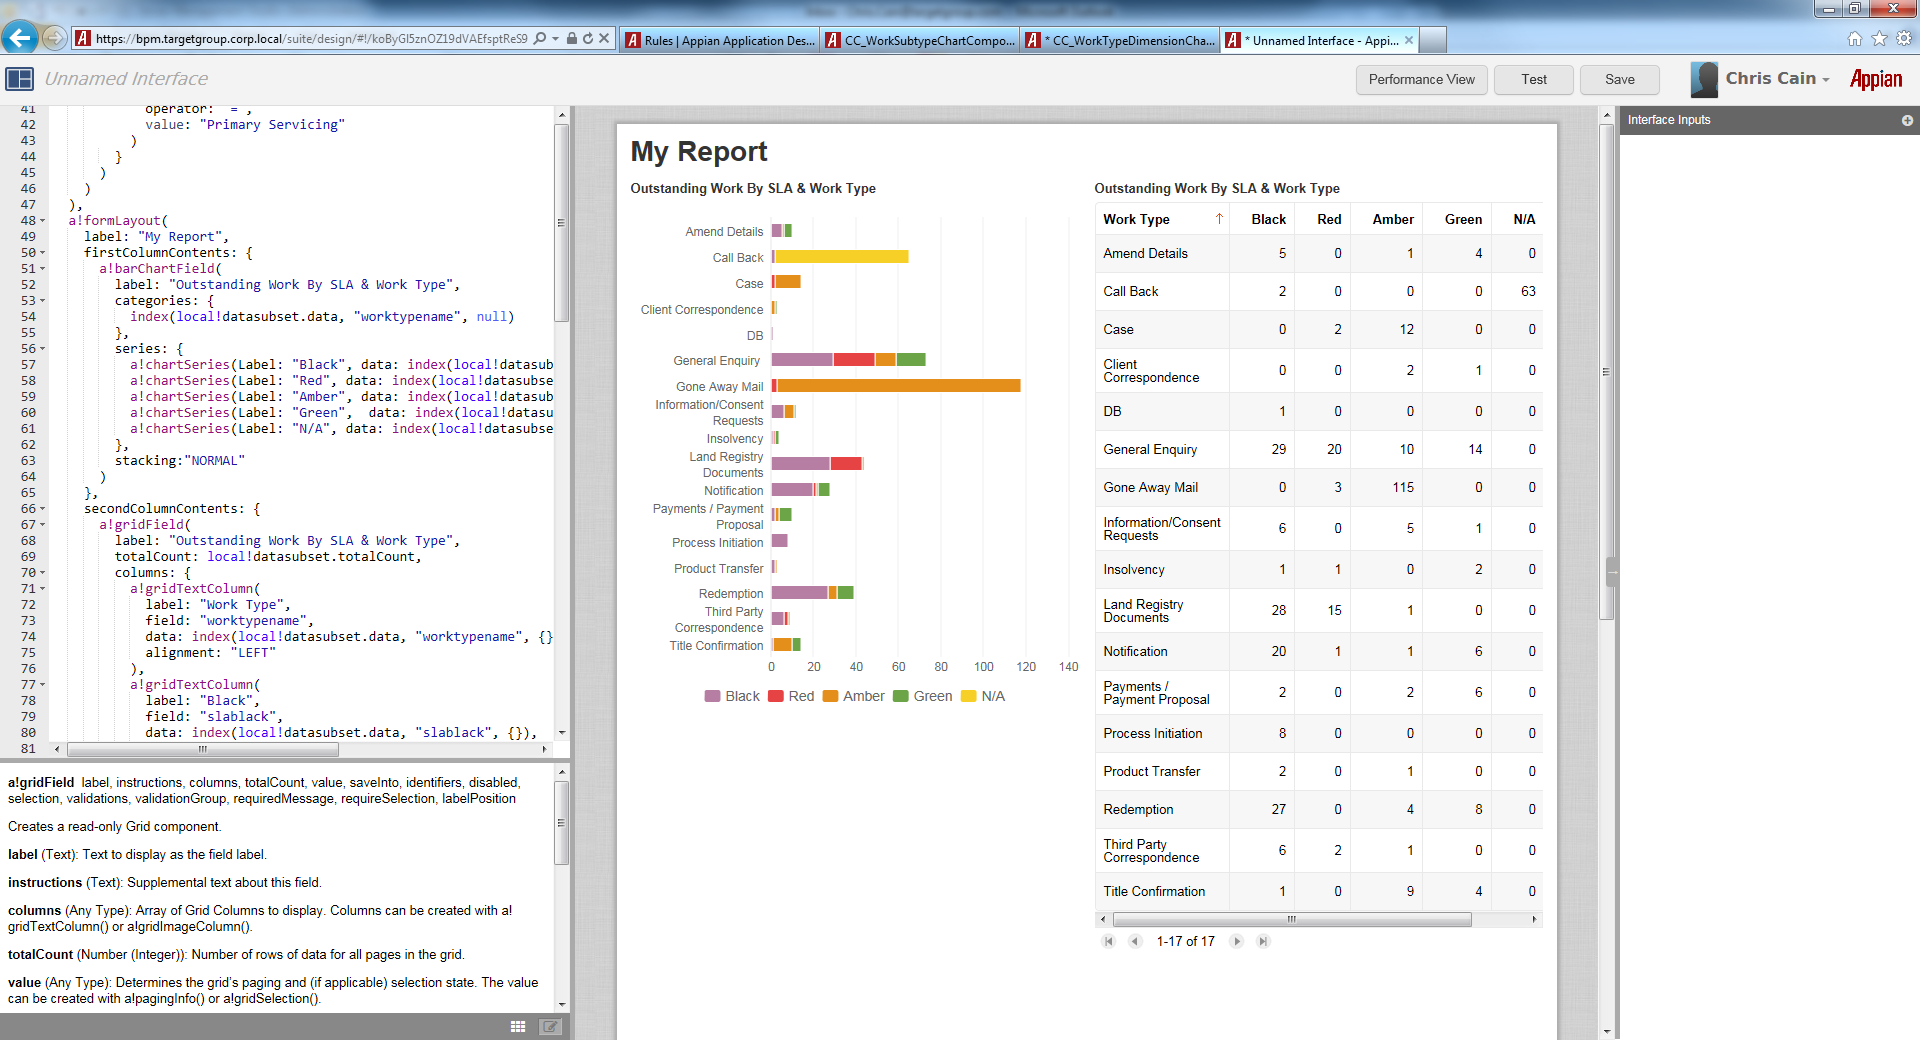 https://bpm.targetgroup.corp.local/suite/design/#!/koByGI5znOZ19dVAEfsptReS9
Rules | Appian Application Des...
CC_WorkSubtypeChartCompo...
* CC_WorkTypeDimensionCha...
* Unnamed Interface - Appi...
Unnamed Interface
Performance View
Test
Save
Chris Cain
Appian
41 operator: "=",
42 value: "Primary Servicing"
43 )
44 }
45 )
46 )
47 ),
48 a!formLayout(
49 label: "My Report",
50 firstColumnContents: {
51 a!barChartField(
52 label: "Outstanding Work By SLA & Work Type",
53 categories: {
54 index(local!datasubset.data, "worktypename", null)
55 },
56 series: {
57 a!chartSeries(Label: "Black", data: index(local!datasub
58 a!chartSeries(Label: "Red", data: index(local!datasubse
59 a!chartSeries(Label: "Amber", data: index(local!datasub
60 a!chartSeries(Label: "Green",  data: index(local!datasu
61 a!chartSeries(Label: "N/A", data: index(local!datasubse
62 },
63 stacking:"NORMAL"
64 )
65 },
66 secondColumnContents: {
67 a!gridField(
68 label: "Outstanding Work By SLA & Work Type",
69 totalCount: local!datasubset.totalCount,
70 columns: {
71 a!gridTextColumn(
72 label: "Work Type",
73 field: "worktypename",
74 data: index(local!datasubset.data, "worktypename", {}
75 alignment: "LEFT"
76 ),
77 a!gridTextColumn(
78 label: "Black",
79 field: "slablack",
80 data: index(local!datasubset.data, "slablack", {}),
81
a!gridField label, instructions, columns, totalCount, value, saveInto, identifiers, disabled,
selection, validations, validationGroup, requiredMessage, requireSelection, labelPosition
Creates a read-only Grid component.
label (Text): Text to display as the field label.
instructions (Text): Supplemental text about this field.
columns (Any Type): Array of Grid Columns to display. Columns can be created with a!
gridTextColumn() or a!gridImageColumn().
totalCount (Number (Integer)): Number of rows of data for all pages in the grid.
value (Any Type): Determines the grid's paging and (if applicable) selection state. The value
can be created with a!pagingInfo() or a!gridSelection().
My Report
Outstanding Work By SLA & Work Type
Amend Details
Call Back
Case
Client Correspondence
DB
General Enquiry
Gone Away Mail
Information/Consent
Requests
Insolvency
Land Registry
Documents
Notification
Payments / Payment
Proposal
Process Initiation
Product Transfer
Redemption
Third Party
Correspondence
Title Confirmation
0 20 40 60 80 100 120 140
Black Red Amber Green N/A
Outstanding Work By SLA & Work Type
Work Type Black Red Amber Green N/A
Amend Details 5 0 1 4 0
Call Back 2 0 0 0 63
Case 0 2 12 0 0
Client
Correspondence 0 0 2 1 0
DB 1 0 0 0 0
General Enquiry 29 20 10 14 0
Gone Away Mail 0 3 115 0 0
Information/Consent
Requests 6 0 5 1 0
Insolvency 1 1 0 2 0
Land Registry
Documents 28 15 1 0 0
Notification 20 1 1 6 0
Payments /
Payment Proposal 2 0 2 6 0
Process Initiation 8 0 0 0 0
Product Transfer 2 0 1 0 0
Redemption 27 0 4 8 0
Third Party
Correspondence 6 2 1 0 0
Title Confirmation 1 0 9 4 0
1-17 of 17
Interface Inputs